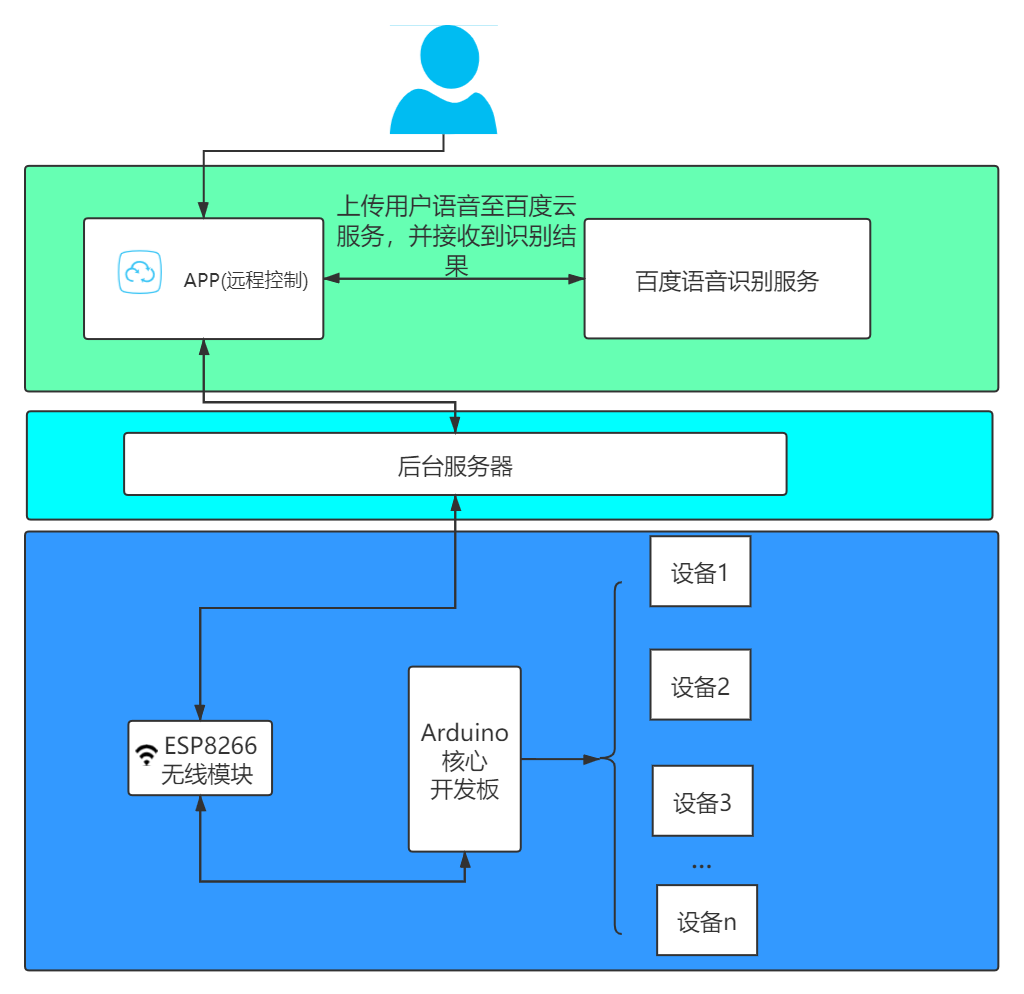 上传用户语音至百度云
服务，并接收到识别结
果
APP(远程控制)
百度语音识别服务
后台服务器
设备1
设备2
Arduino
核心
开发板
ESP8266
无线模块
设备3
...
设备n